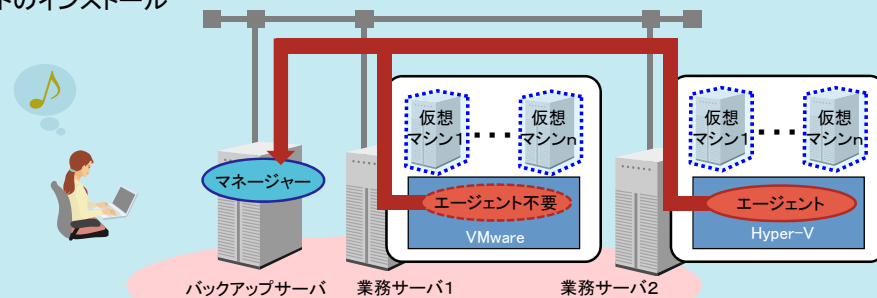 ドのインストール
仮想
マシン1
仮想
マシンn
仮想
マシン1
仮想
マシンn
マネージャー
エージェント不要
エージェント
VMware
Hyper-V
バックアップサーバ
業務サーバ1
業務サーバ2